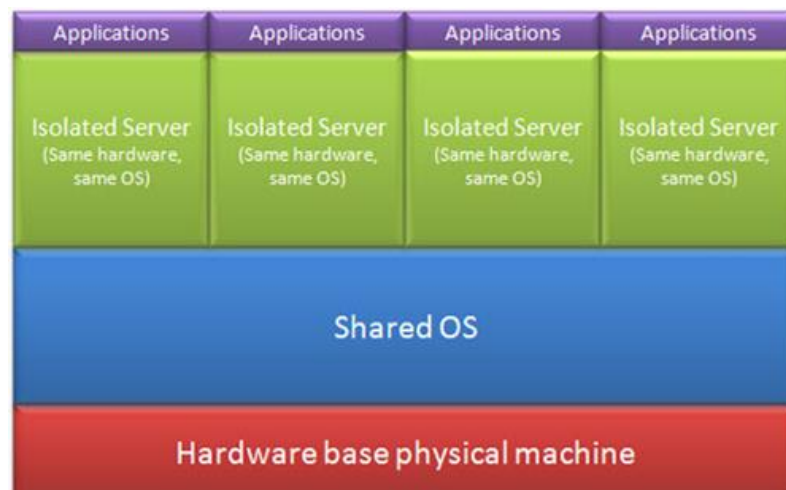 Applications Applications Applications Applications
Isolated Server Isolated Server Isolated Server Isolated Server
(Same hardware, (Same hardware, (Same hardware, (Same hardware,
same OS) same OS) same OS) same OS)
Shared OS
Hardware base physical machine